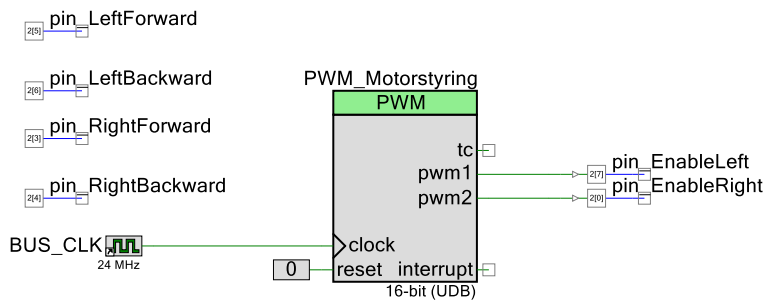 pin_LeftForward
2[5]
pin_LeftBackward
2[6]
pin_RightForward
2[3]
pin_RightBackward
2[4]
PWM_Motorstyring
PWM
tc
pwm1
2[7]
pin_EnableLeft
pwm2
2[0]
pin_EnableRight
BUS_CLK
24 MHz
clock
0
reset
interrupt
16-bit (UDB)